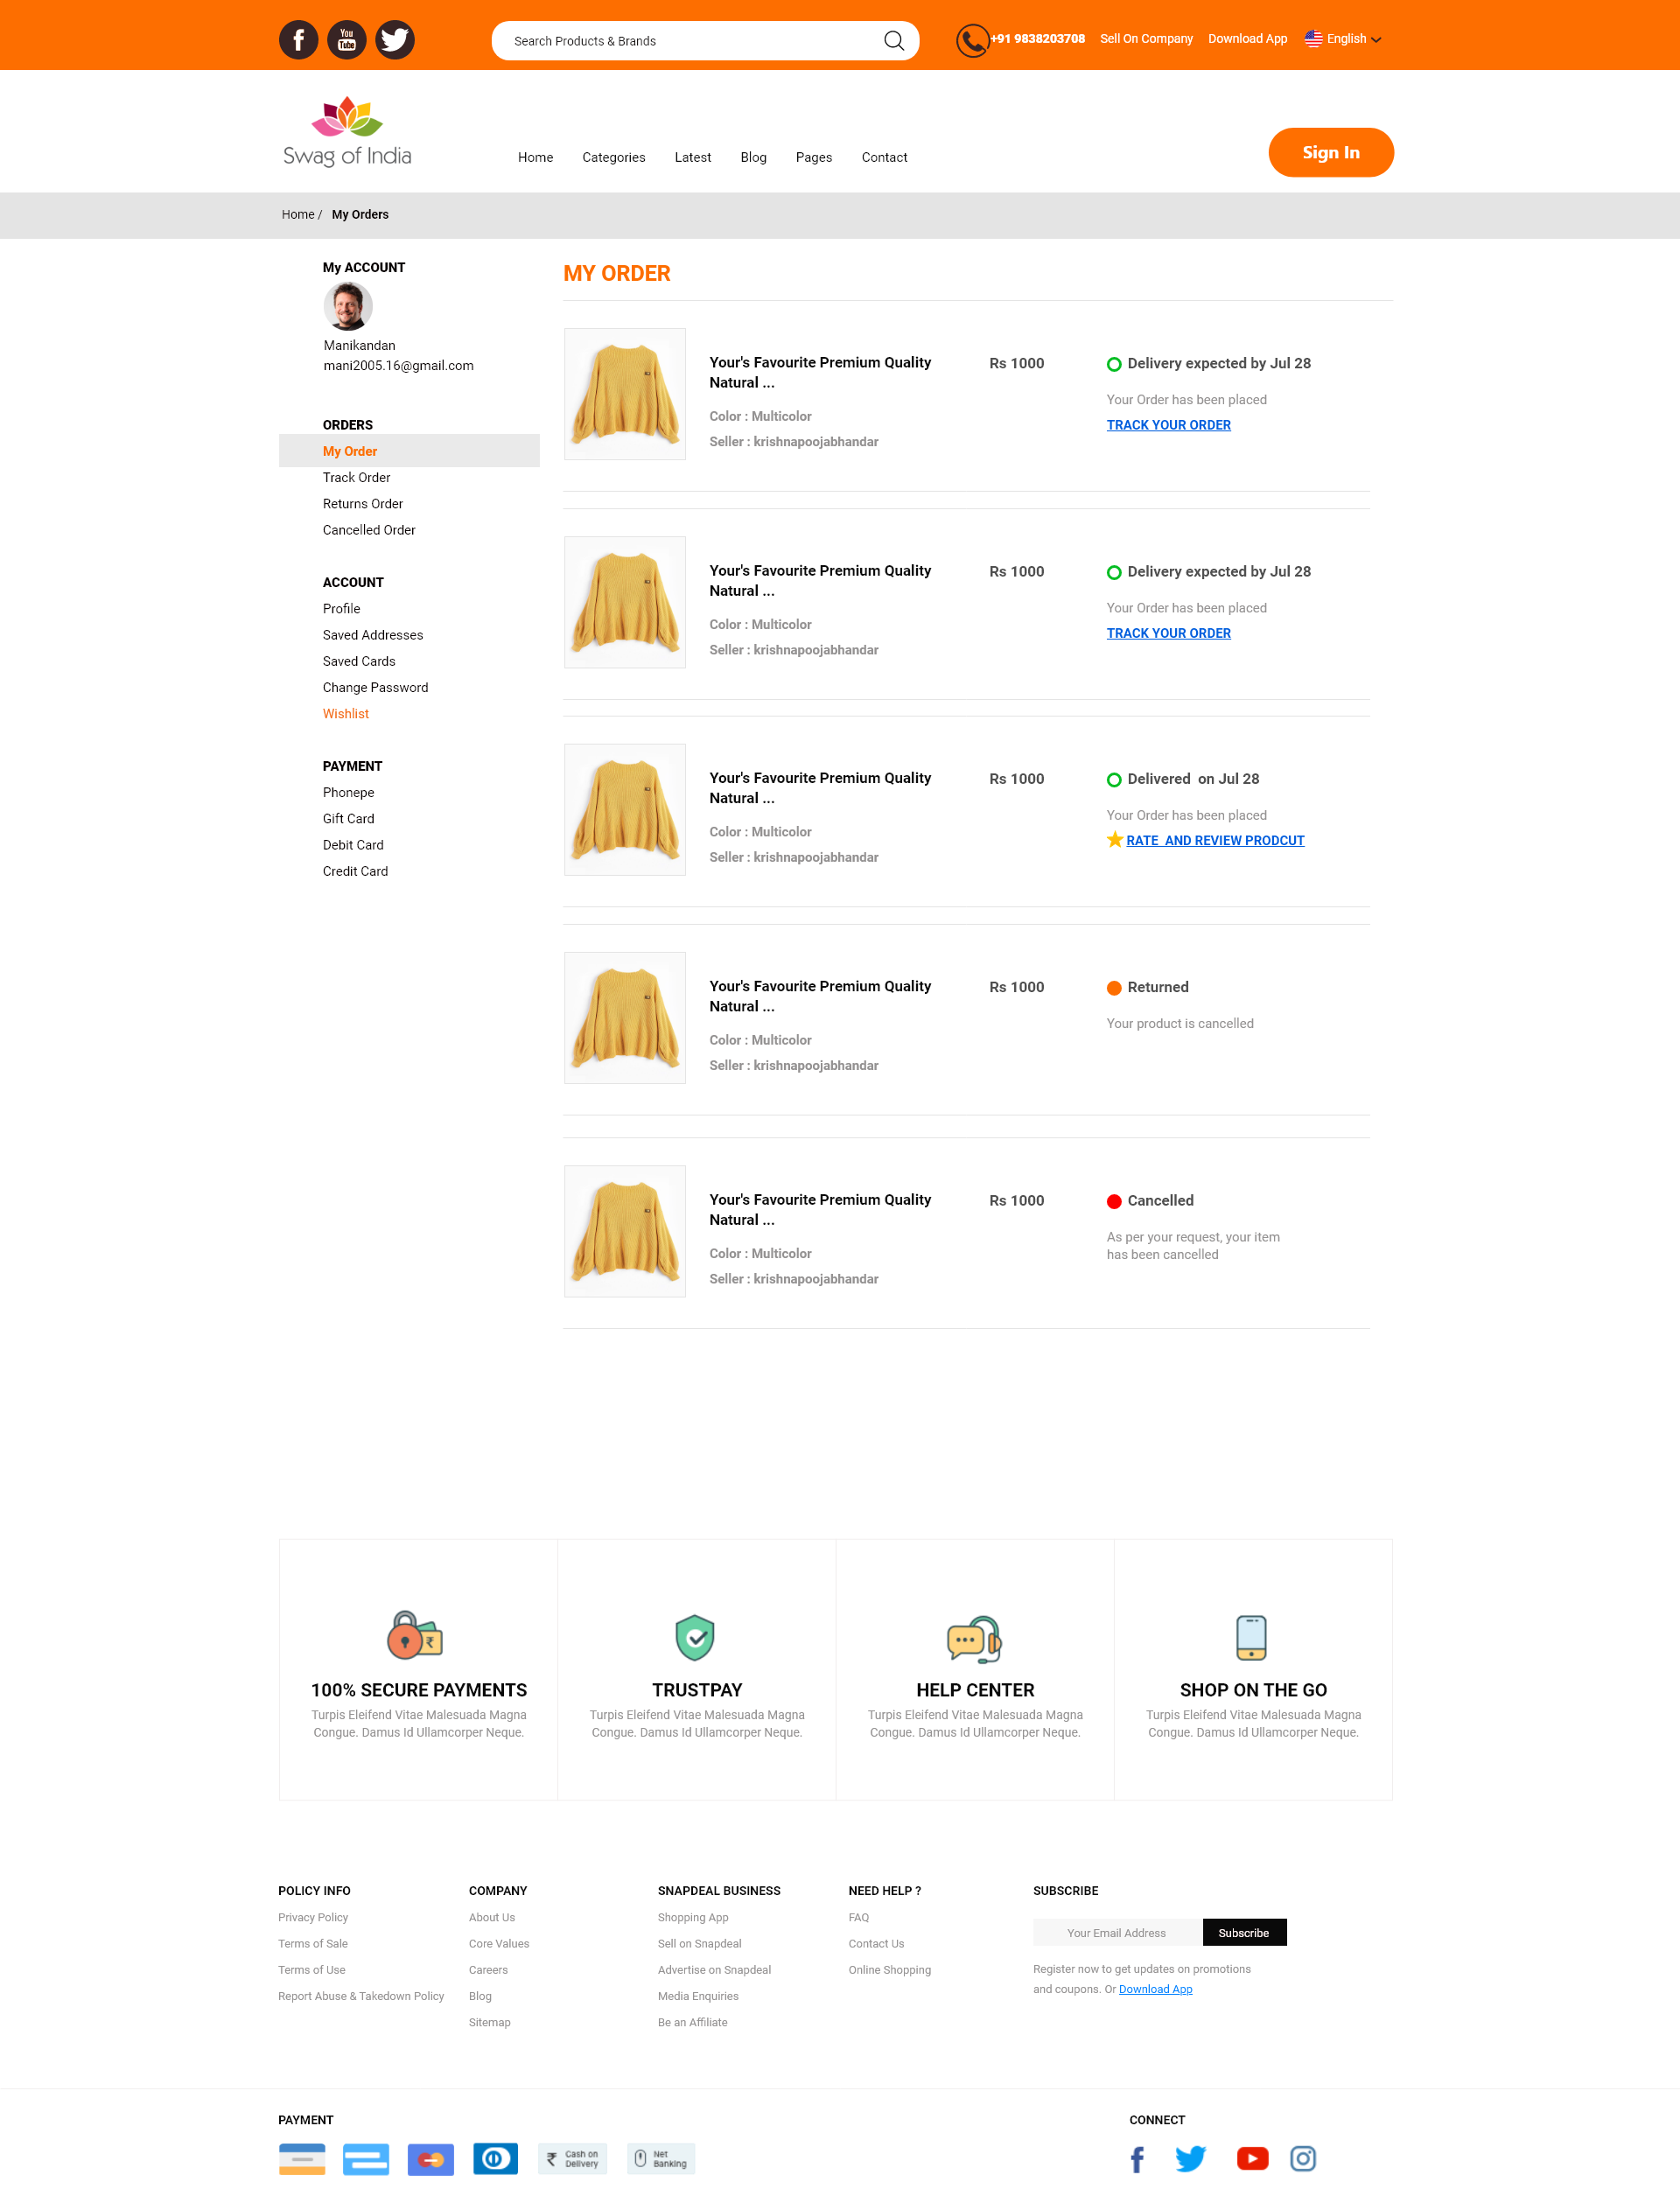 You
Tube
Search Products & Brands
+91 9838203708 Sell On Company Download App English
Swag of India
Home Categories Latest Blog Pages Contact
Sign In
Home / My Orders
My ACCOUNT
Manikandan
mani2005.16@gmail.com
ORDERS
My Order
Track Order
Returns Order
Cancelled Order
ACCOUNT
Profile
Saved Addresses
Saved Cards
Change Password
Wishlist
PAYMENT
Phonepe
Gift Card
Debit Card
Credit Card
MY ORDER
Your's Favourite Premium Quality
Natural ...
Color : Multicolor
Seller : krishnapoojabhandar
Rs 1000
Delivery expected by Jul 28
Your Order has been placed
TRACK YOUR ORDER
Your's Favourite Premium Quality
Natural ...
Color : Multicolor
Seller : krishnapoojabhandar
Rs 1000
Delivery expected by Jul 28
Your Order has been placed
TRACK YOUR ORDER
Your's Favourite Premium Quality
Natural ...
Color : Multicolor
Seller : krishnapoojabhandar
Rs 1000
Delivered  on Jul 28
Your Order has been placed
RATE  AND REVIEW PRODCUT
Your's Favourite Premium Quality
Natural ...
Color : Multicolor
Seller : krishnapoojabhandar
Rs 1000
Returned
Your product is cancelled
Your's Favourite Premium Quality
Natural ...
Color : Multicolor
Seller : krishnapoojabhandar
Rs 1000
Cancelled
As per your request, your item
has been cancelled
100% SECURE PAYMENTS
Turpis Eleifend Vitae Malesuada Magna
Congue. Damus Id Ullamcorper Neque.
TRUSTPAY
Turpis Eleifend Vitae Malesuada Magna
Congue. Damus Id Ullamcorper Neque.
HELP CENTER
Turpis Eleifend Vitae Malesuada Magna
Congue. Damus Id Ullamcorper Neque.
SHOP ON THE GO
Turpis Eleifend Vitae Malesuada Magna
Congue. Damus Id Ullamcorper Neque.
POLICY INFO
Privacy Policy
Terms of Sale
Terms of Use
Report Abuse & Takedown Policy
COMPANY
About Us
Core Values
Careers
Blog
Sitemap
SNAPDEAL BUSINESS
Shopping App
Sell on Snapdeal
Advertise on Snapdeal
Media Enquiries
Be an Affiliate
NEED HELP ?
FAQ
Contact Us
Online Shopping
SUBSCRIBE
Your Email Address
Subscribe
Register now to get updates on promotions
and coupons. Or Download App
PAYMENT
₹ Cash on
Delivery
Net
Banking
CONNECT